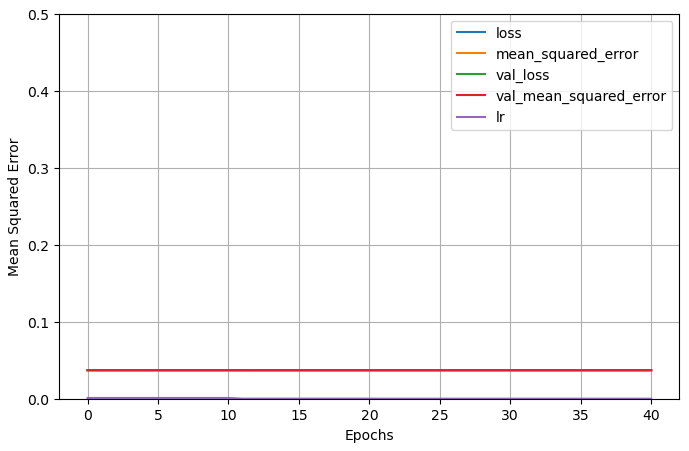 0.5
0.4
0.3
0.2
0.1
0.0
Mean Squared Error
loss
mean_squared_error
val_loss
val_mean_squared_error
lr
0 5 10 15 20 25 30 35 40
Epochs